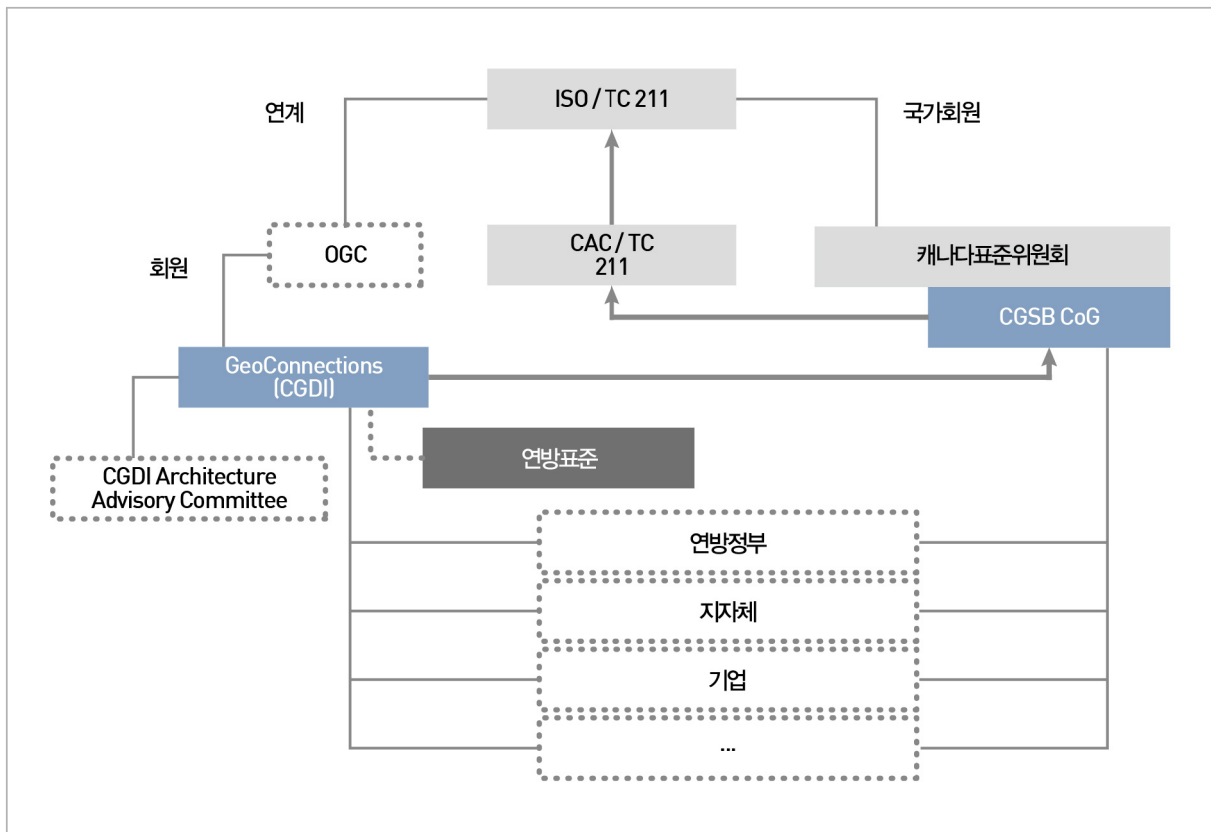 ISO / TC 211
연계
국가회원
OGC
CAC / TC
211
캐나다표준위원회
회원
CGSB CoG
GeoConnections
(CGDI)
연방표준
CGDI Architecture
Advisory Committee
연방정부
지자체
기업
...